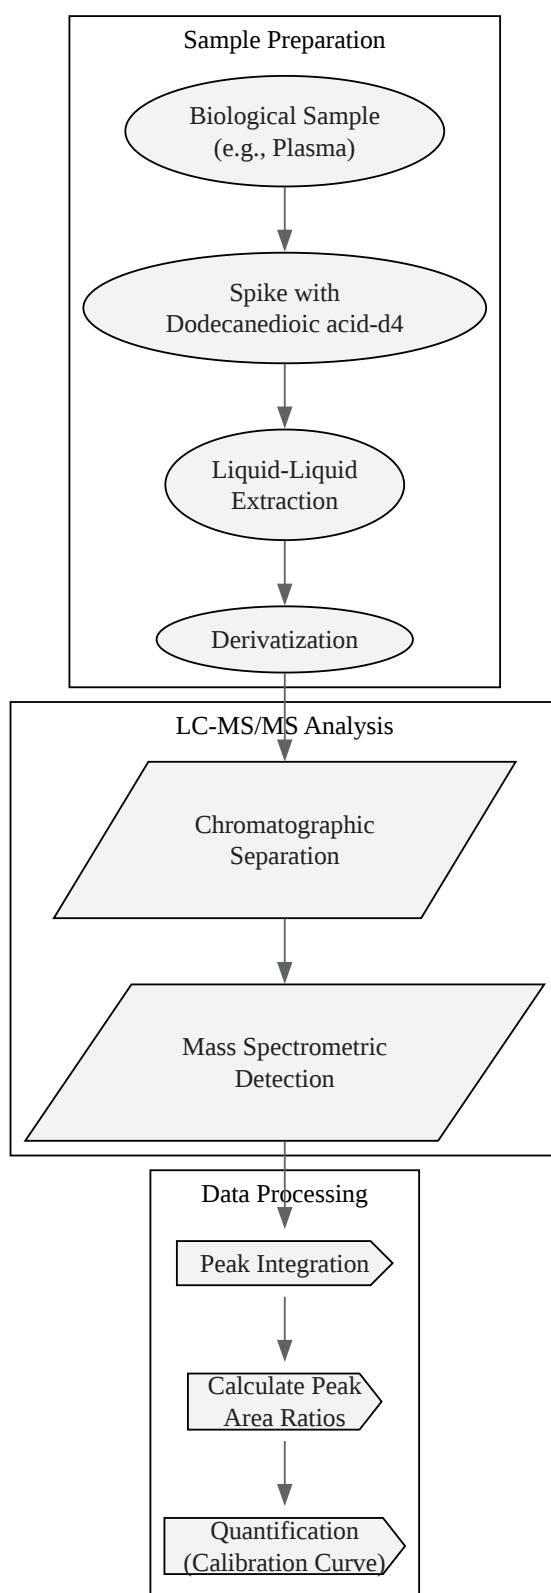 Sample Preparation
Biological Sample
(e.g., Plasma)
Spike with
Dodecanedioic acid-d4
Liquid-Liquid
Extraction
Derivatization
LC-MS/MS Analysis
Chromatographic
Separation
Mass Spectrometric
Detection
Data Processing
Peak Integration
Calculate Peak
Area Ratios
Quantification
(Calibration Curve)